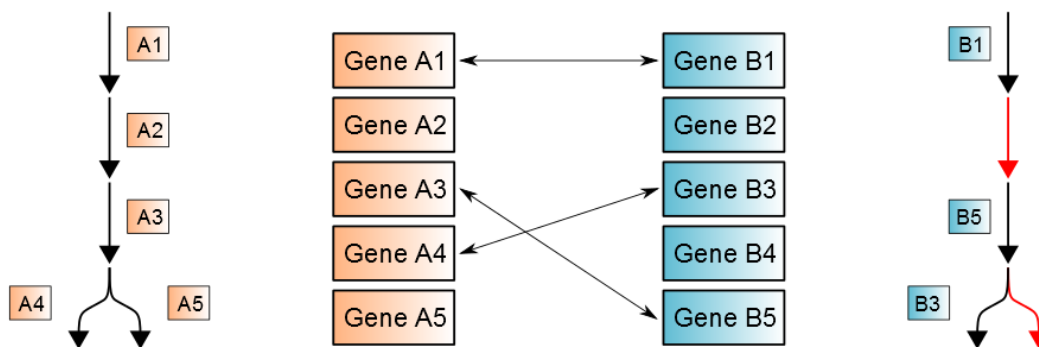 A1
A2
A3
A4
A5
Gene A1
Gene A2
Gene A3
Gene A4
Gene A5
Gene B1
Gene B2
Gene B3
Gene B4
Gene B5
B1
B5
B3